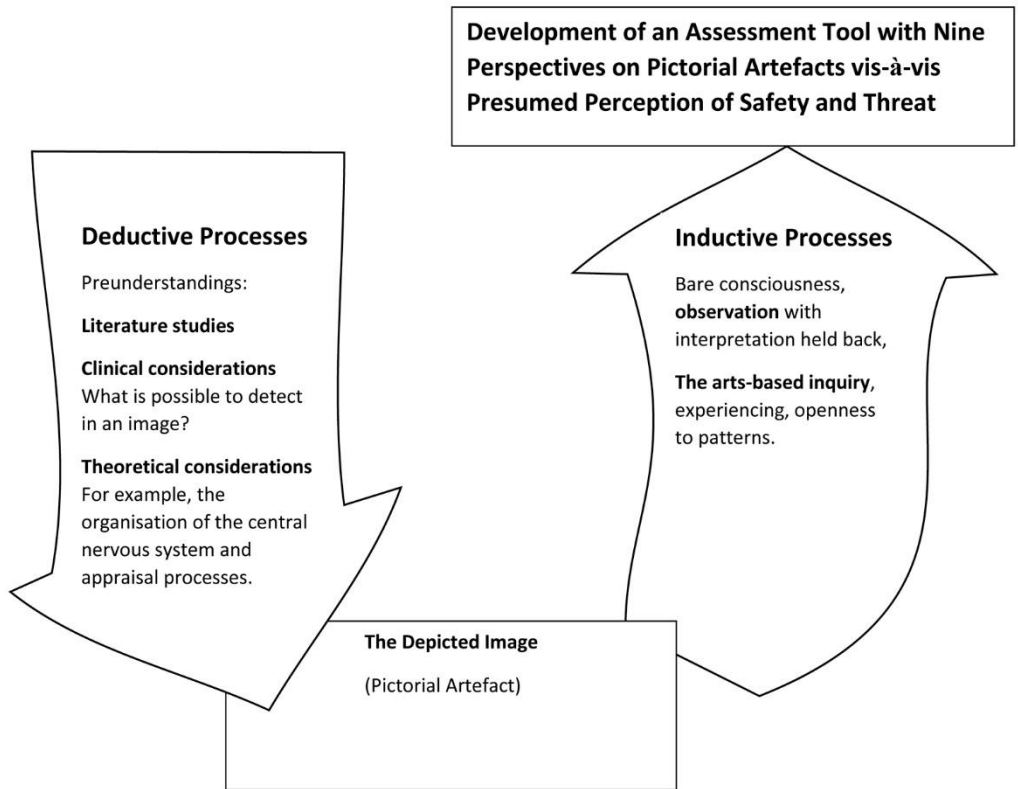 Development of an Assessment Tool with Nine
Perspectives on Pictorial Artefacts vis-à-vis
Presumed Perception of Safety and Threat
Deductive Processes
Preunderstandings:
Literature studies
Clinical considerations
What is possible to detect
in an image?
Theoretical considerations
For example, the
organisation of the central
nervous system and
appraisal processes.
Inductive Processes
Bare consciousness,
observation with
interpretation held back,
The arts-based inquiry,
experiencing, openness
to patterns.
The Depicted Image
(Pictorial Artefact)